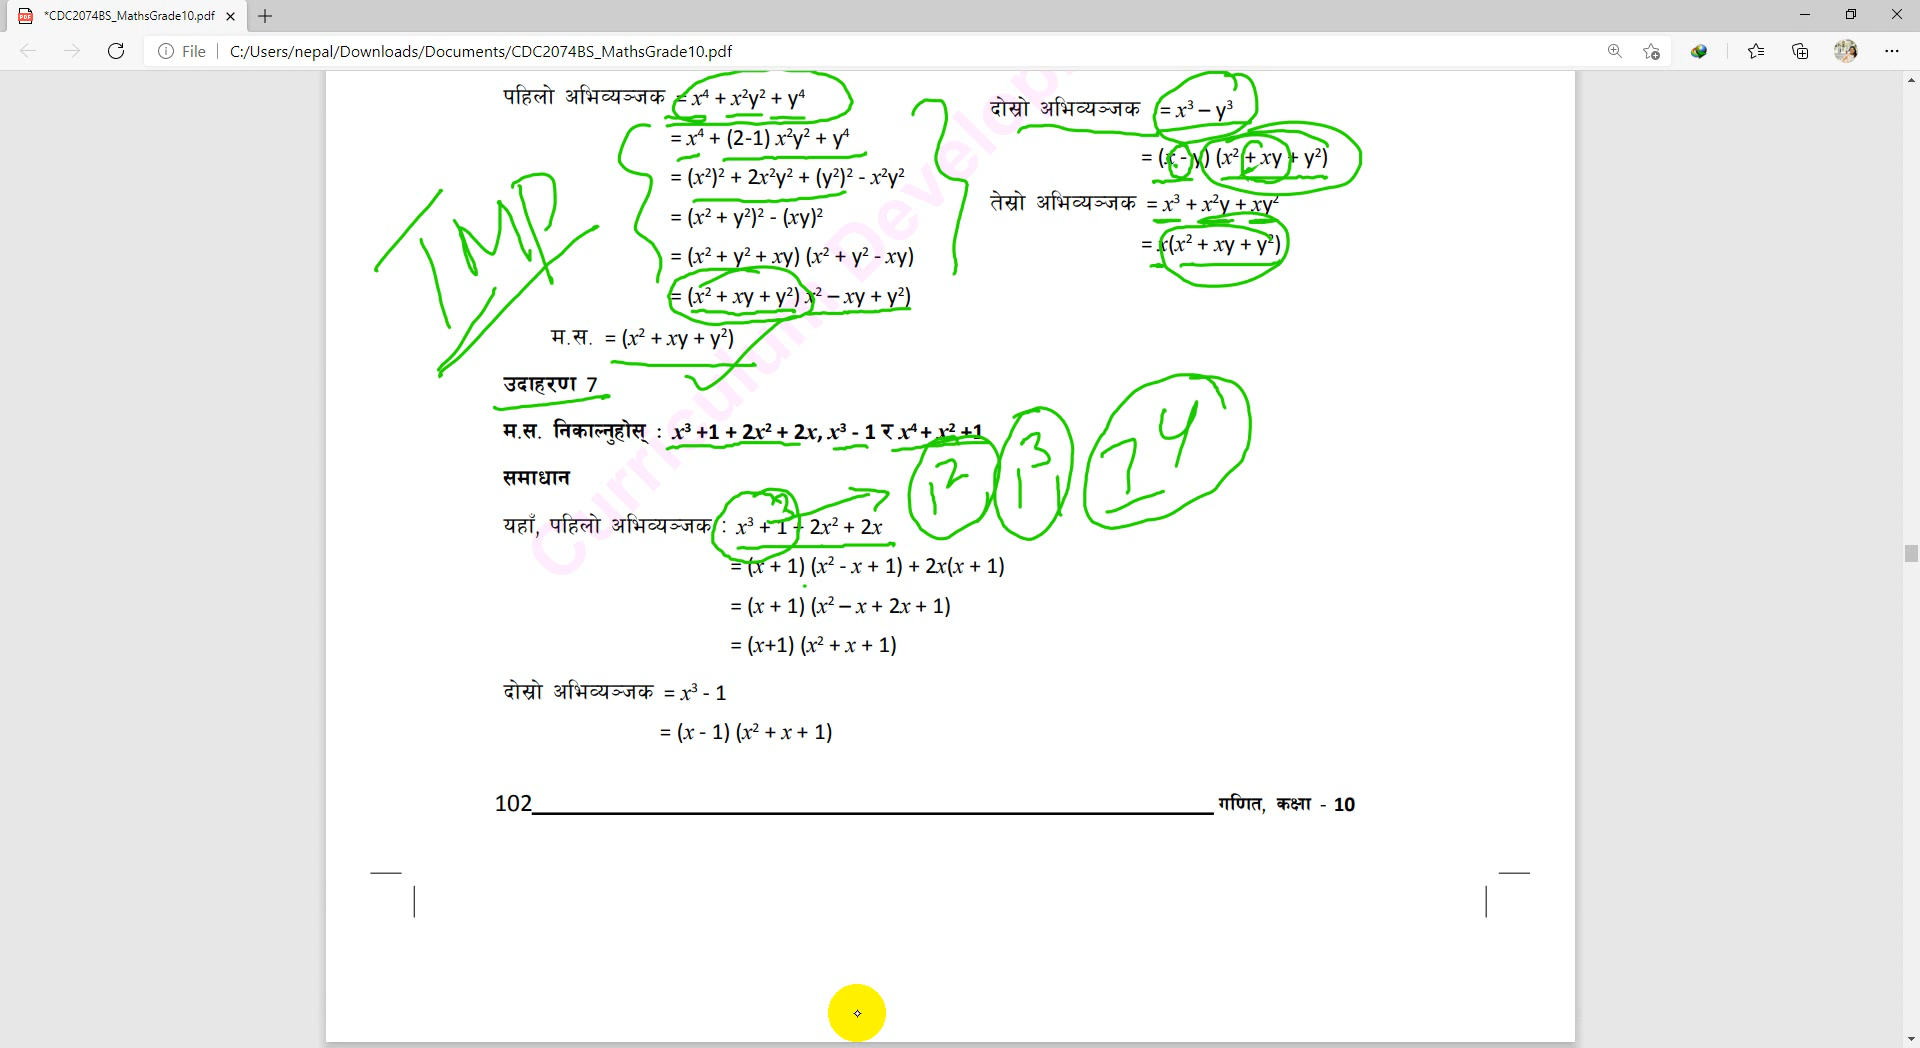 *CDC2074BS_MathsGrade10.pdf
File C:/Users/nepal/Downloads/Documents/CDC2074BS_MathsGrade10.pdf
पहिलो अभिव्यञ्जक = x⁴ + x²y² + y⁴
= x⁴ + (2-1) x²y² + y⁴
= (x²)² + 2x²y² + (y²)² - x²y²
= (x² + y²)² - (xy)²
= (x² + y² + xy) (x² + y² - xy)
= (x² + xy + y²) x² – xy + y²)
म.स. = (x² + xy + y²)
दोस्रो अभिव्यञ्जक = x³ – y³
= (x - y) (x² + xy + y²)
तेस्रो अभिव्यञ्जक = x³ + x²y + xy²
= x(x² + xy + y²)
IMP
उदाहरण 7
म.स. निकाल्नुहोस् : x³ +1 + 2x² + 2x, x³ - 1 र x⁴ + x² +1
समाधान
1² 1³ 1⁴
यहाँ, पहिलो अभिव्यञ्जक : x³ + 1 + 2x² + 2x
= (x + 1) (x² - x + 1) + 2x(x + 1)
= (x + 1) (x² – x + 2x + 1)
= (x+1) (x² + x + 1)
दोस्रो अभिव्यञ्जक = x³ - 1
= (x - 1) (x² + x + 1)
102 गणित, कक्षा - 10
Curriculum Develop